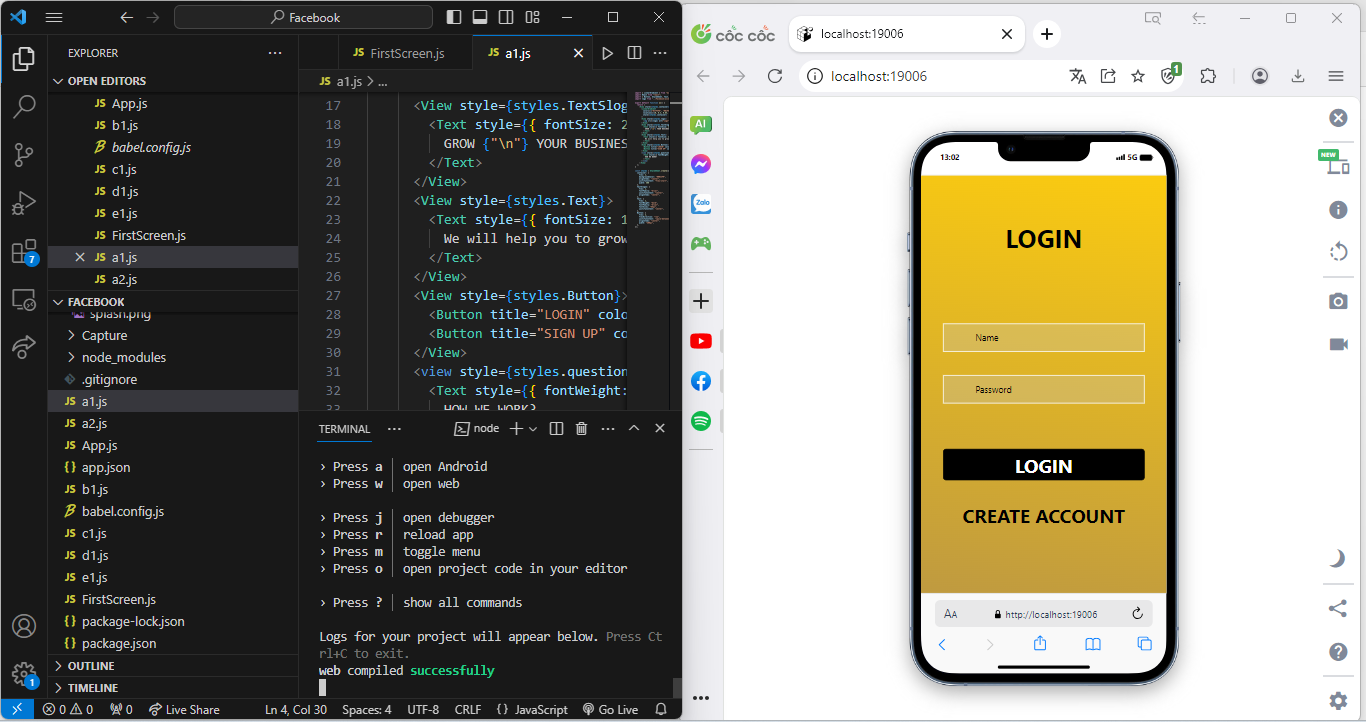 Facebook
EXPLORER
OPEN EDITORS
JS App.js
JS b1.js
babel.config.js
JS c1.js
JS d1.js
JS e1.js
JS FirstScreen.js
JS a1.js
JS a2.js
FACEBOOK
splash.png
Capture
node_modules
.gitignore
JS a1.js
JS a2.js
JS App.js
{} app.json
JS b1.js
babel.config.js
JS c1.js
JS d1.js
JS e1.js
JS FirstScreen.js
{} package-lock.json
{} package.json
OUTLINE
TIMELINE
7
1
JS FirstScreen.js
JS a1.js
JS a1.js > ...
17 <View style={styles.TextSlog
18 <Text style={{ fontSize: 2
19 GROW {"\n"} YOUR BUSINES
20 </Text>
21 </View>
22 <View style={styles.Text}>
23 <Text style={{ fontSize: 1
24 We will help you to grow
25 </Text>
26 </View>
27 <View style={styles.Button}>
28 <Button title="LOGIN" colo
29 <Button title="SIGN UP" co
30 </View>
31 <view style={styles.question
32 <Text style={{ fontWeight:
33 HOW WE WORK?
TERMINAL
node
› Press a │ open Android
› Press w │ open web
› Press j │ open debugger
› Press r │ reload app
› Press m │ toggle menu
› Press o │ open project code in your editor
› Press ? │ show all commands
Logs for your project will appear below. Press Ct
rl+C to exit.
web compiled successfully
0 0 0 Live Share Ln 4, Col 30 Spaces: 4 UTF-8 CRLF {} JavaScript Go Live
cốc cốc
localhost:19006
localhost:19006
1
AI
Zalo
NEW
13:02
5G
LOGIN
Name
Password
LOGIN
CREATE ACCOUNT
AA http://localhost:19006